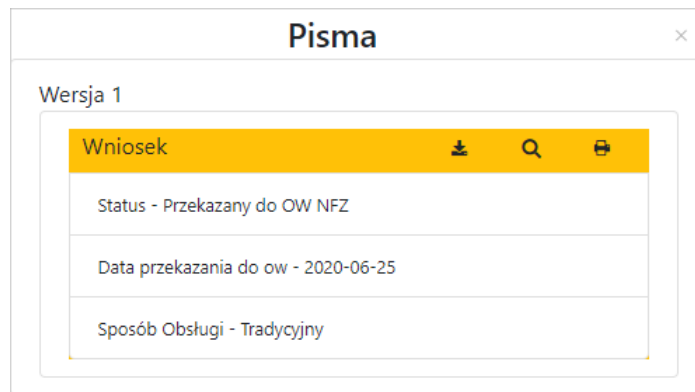 Pisma
Wersja 1
Wniosek
Status - Przekazany do OW NFZ
Data przekazania do ow - 2020-06-25
Sposób Obsługi - Tradycyjny